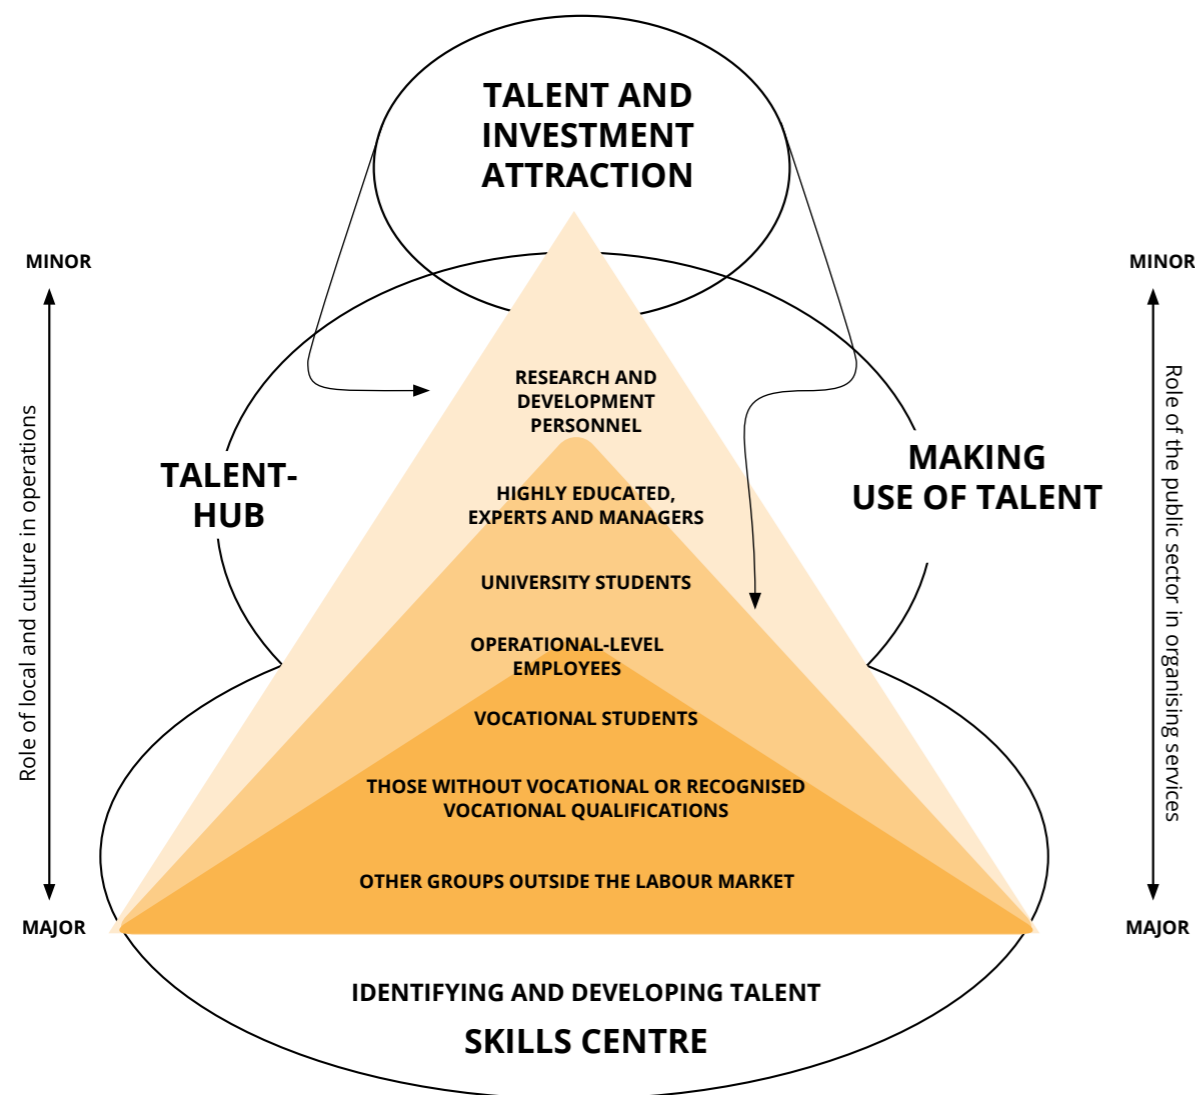 TALENT AND
INVESTMENT
ATTRACTION
MINOR
MINOR
Role of local and culture in operations
Role of the public sector in organising services
RESEARCH AND
DEVELOPMENT
PERSONNEL
TALENT-
HUB
MAKING
USE OF TALENT
HIGHLY EDUCATED,
EXPERTS AND MANAGERS
UNIVERSITY STUDENTS
OPERATIONAL-LEVEL
EMPLOYEES
VOCATIONAL STUDENTS
THOSE WITHOUT VOCATIONAL OR RECOGNISED
VOCATIONAL QUALIFICATIONS
OTHER GROUPS OUTSIDE THE LABOUR MARKET
MAJOR
MAJOR
IDENTIFYING AND DEVELOPING TALENT
SKILLS CENTRE